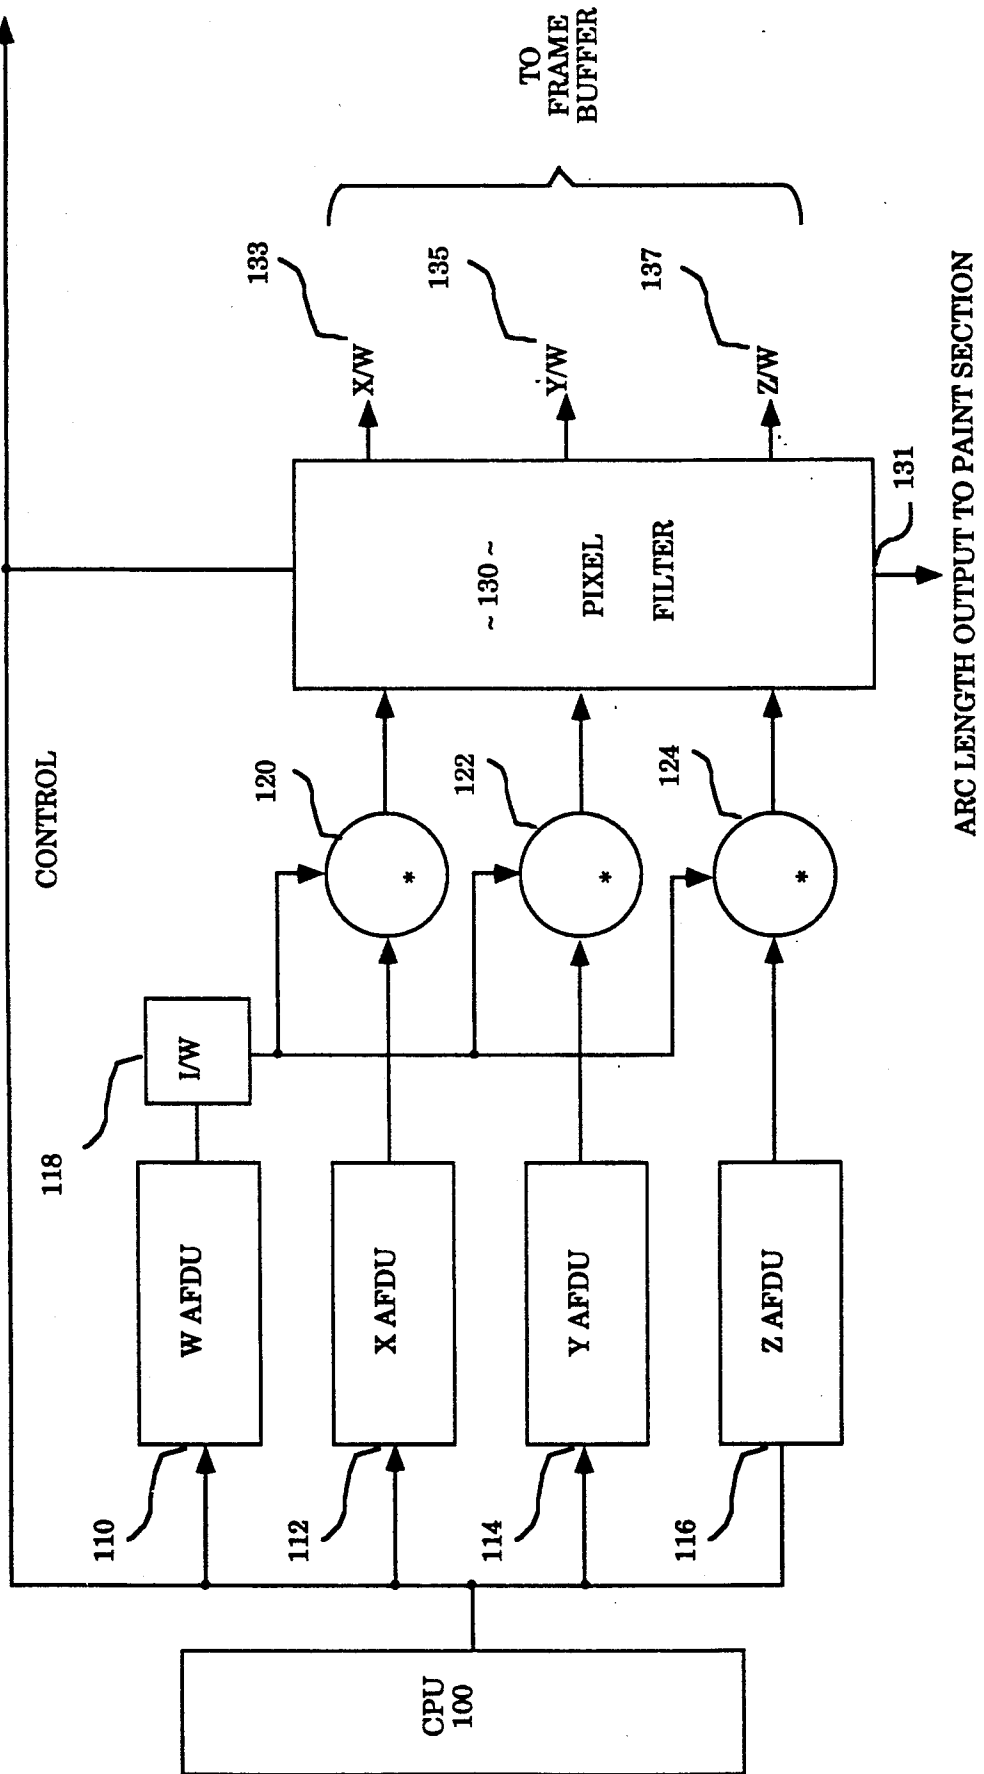 CONTROL
CPU
100
110
W AFDU
118
I/W
112
X AFDU
120
*
114
Y AFDU
122
*
116
Z AFDU
124
*
~ 130 ~
PIXEL
FILTER
133
X/W
135
Y/W
137
Z/W
TO
FRAME
BUFFER
131
ARC LENGTH OUTPUT TO PAINT SECTION